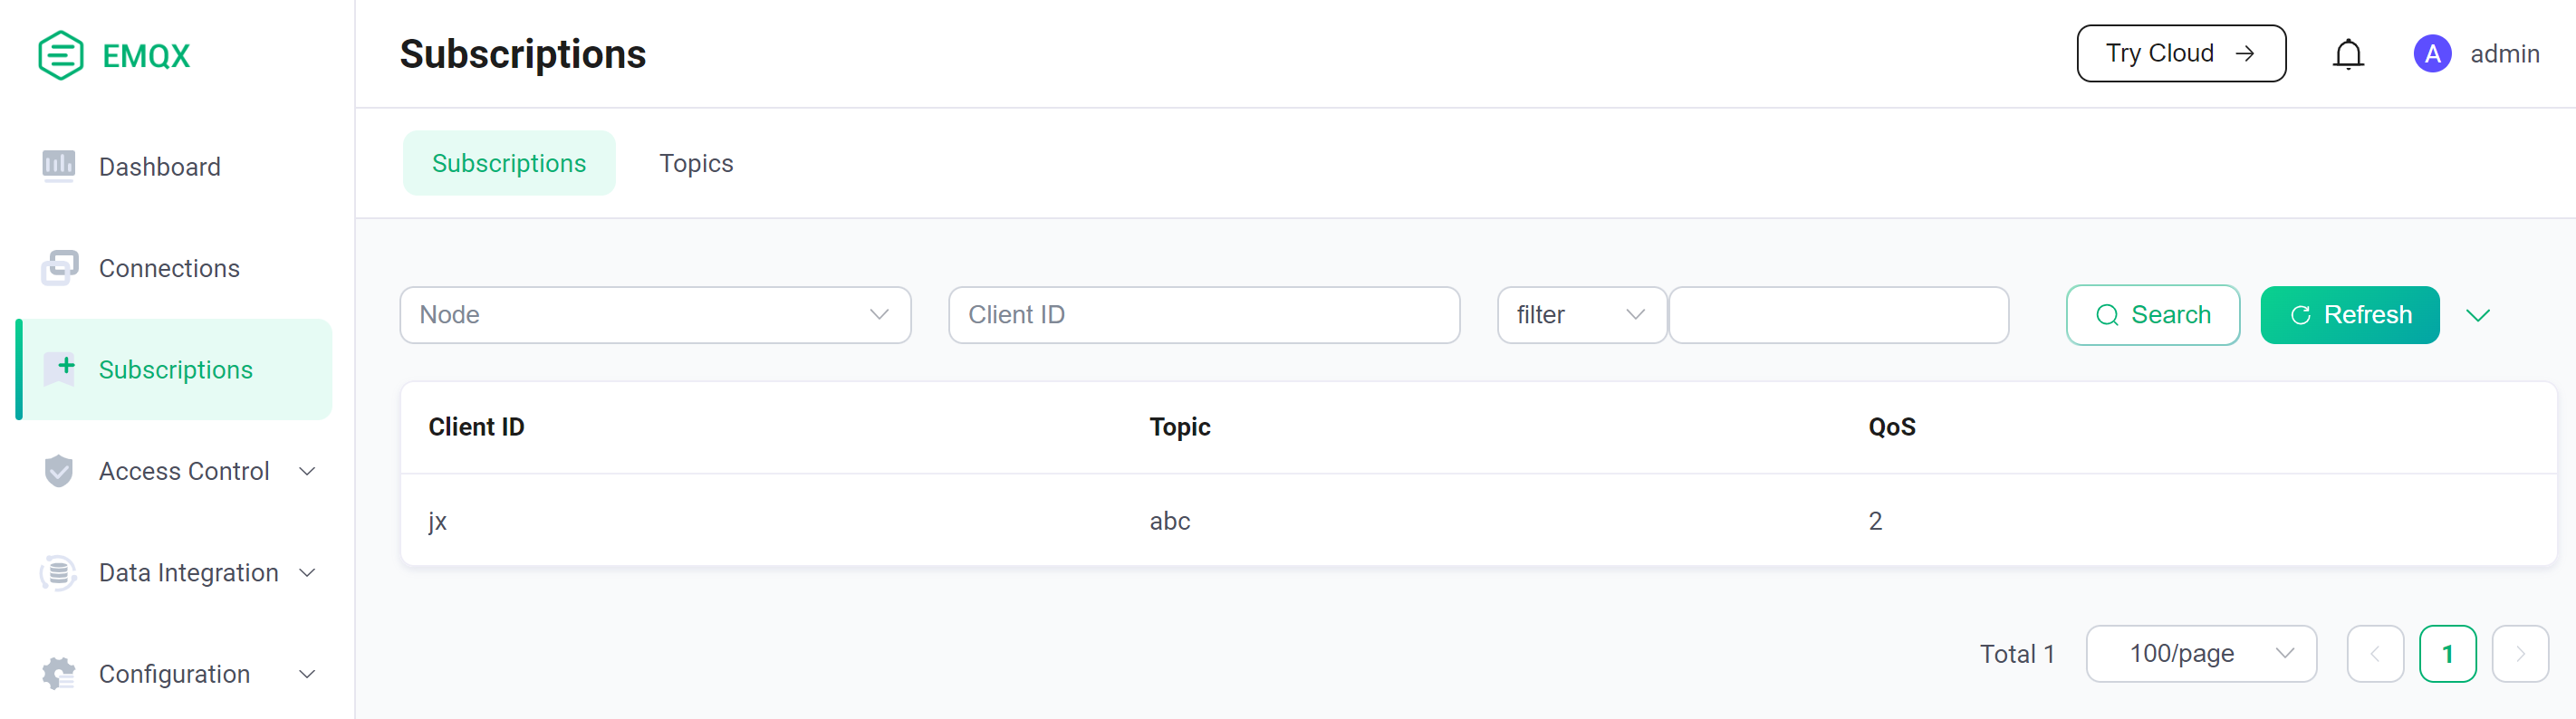 EMQX
Subscriptions
Try Cloud →
A
admin
Dashboard
Connections
Subscriptions
Access Control
Data Integration
Configuration
Subscriptions
Topics
Node
Client ID
filter
Search
Refresh
Client ID Topic QoS
jx abc 2
Total 1
100/page
1